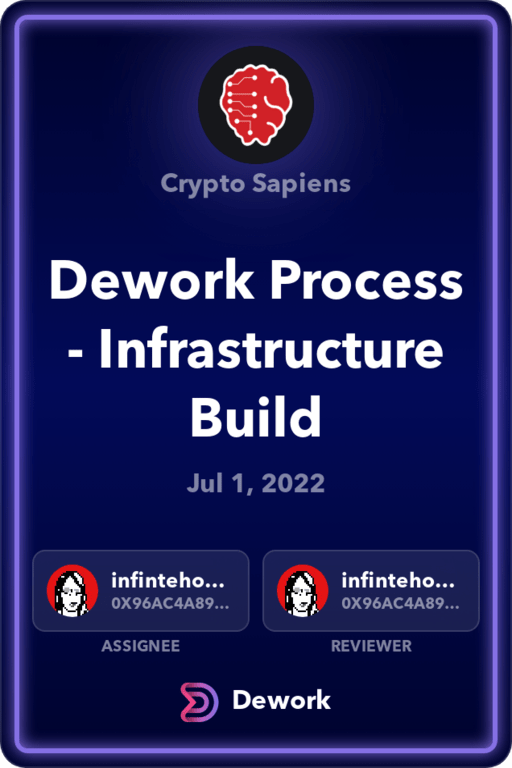 Crypto Sapiens
Dework Process
- Infrastructure
Build
Jul 1, 2022
infinteho...
0X96AC4A89...
ASSIGNEE
infinteho...
0X96AC4A89...
REVIEWER
Dework